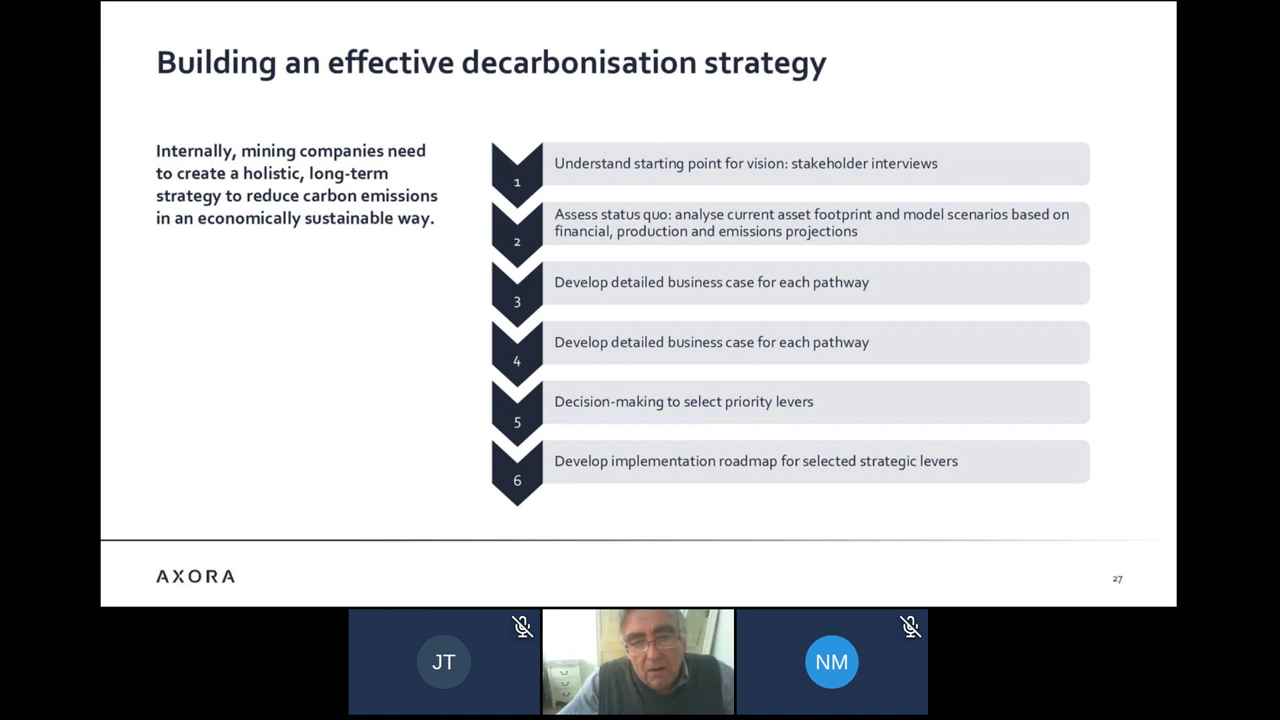 Building an effective decarbonisation strategy
Internally, mining companies need
to create a holistic, long-term
strategy to reduce carbon emissions
in an economically sustainable way.
1
Understand starting point for vision: stakeholder interviews
2
Assess status quo: analyse current asset footprint and model scenarios based on
financial, production and emissions projections
3
Develop detailed business case for each pathway
4
Develop detailed business case for each pathway
5
Decision-making to select priority levers
6
Develop implementation roadmap for selected strategic levers
AXORA
27
JT
NM